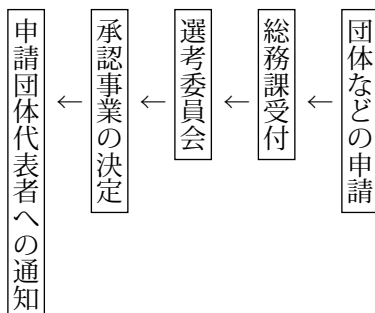 団体などの申請
←
総務課受付
←
選考委員会
←
承認事業の決定
←
申請団体代表者への通知